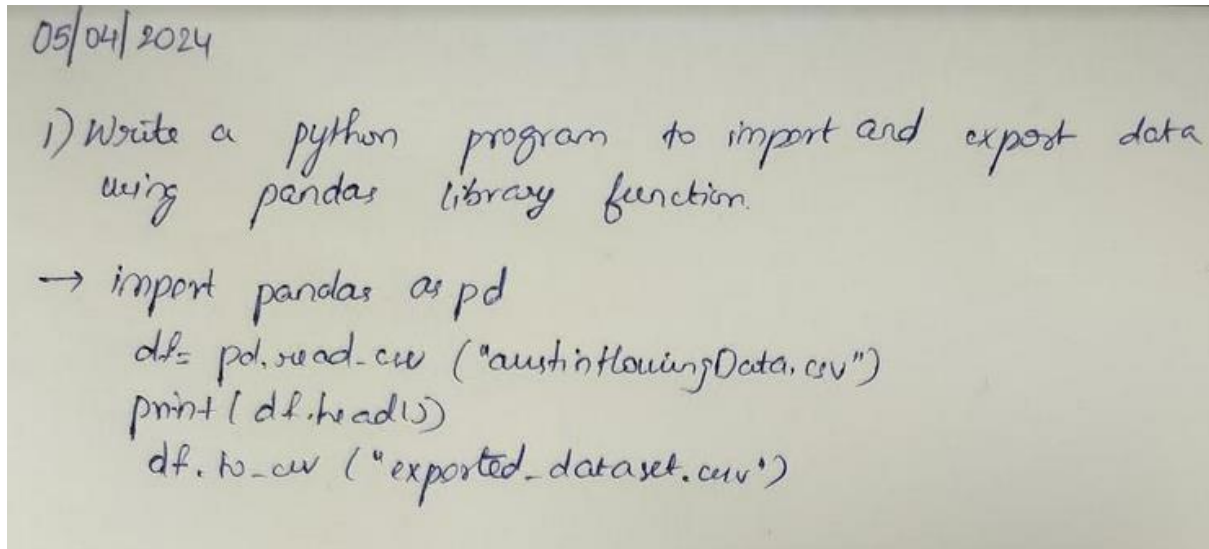 05/04/2024
1) Write a python program to import and export data
using pandas library function.
→ import pandas as pd
df= pd.read_csv ("austinHousingData.csv")
print(df.head())
df.to_csv ("exported_dataset.csv")